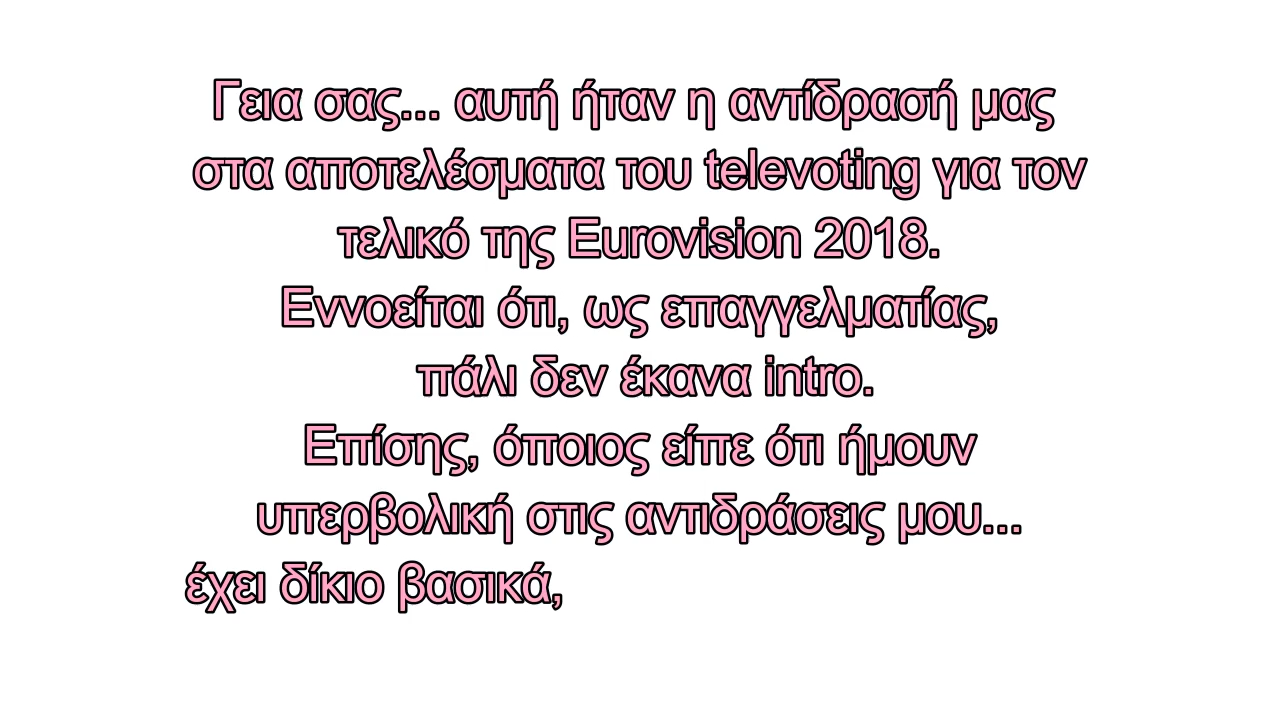 Γεια σας... αυτή ήταν η αντίδρασή μας
στα αποτελέσματα του televoting για τον
τελικό της Eurovision 2018.
Εννοείται ότι, ως επαγγελματίας,
πάλι δεν έκανα intro.
Επίσης, όποιος είπε ότι ήμουν
υπερβολική στις αντιδράσεις μου...
έχει δίκιο βασικά,